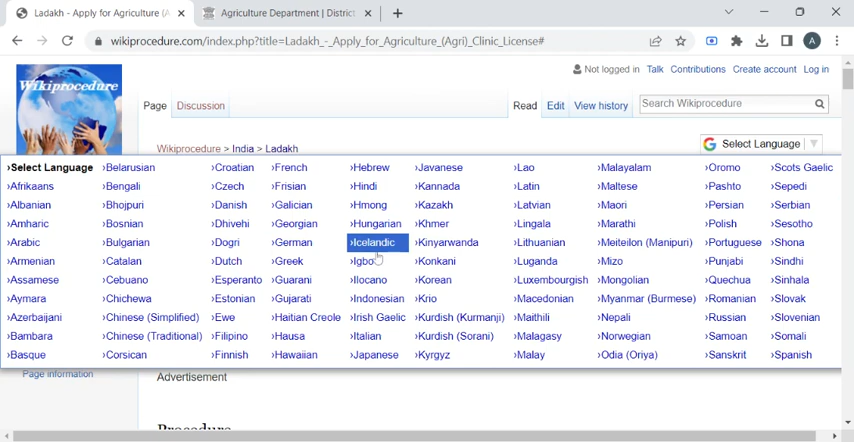 Ladakh - Apply for Agriculture (A
Agriculture Department | District
wikiprocedure.com/index.php?title=Ladakh_-_Apply_for_Agriculture_(Agri)_Clinic_License#
A
Not logged in Talk Contributions Create account Log in
Wikiprocedure
Page Discussion Read Edit View history Search Wikiprocedure
Wikiprocedure > India > Ladakh
G Select Language
›Select Language ›Belarusian ›Croatian ›French ›Hebrew ›Javanese ›Lao ›Malayalam ›Oromo ›Scots Gaelic
›Afrikaans ›Bengali ›Czech ›Frisian ›Hindi ›Kannada ›Latin ›Maltese ›Pashto ›Sepedi
›Albanian ›Bhojpuri ›Danish ›Galician ›Hmong ›Kazakh ›Latvian ›Maori ›Persian ›Serbian
›Amharic ›Bosnian ›Dhivehi ›Georgian ›Hungarian ›Khmer ›Lingala ›Marathi ›Polish ›Sesotho
›Arabic ›Bulgarian ›Dogri ›German ›Icelandic ›Kinyarwanda ›Lithuanian ›Meiteilon (Manipuri) ›Portuguese ›Shona
›Armenian ›Catalan ›Dutch ›Greek ›Igbo ›Konkani ›Luganda ›Mizo ›Punjabi ›Sindhi
›Assamese ›Cebuano ›Esperanto ›Guarani ›Ilocano ›Korean ›Luxembourgish ›Mongolian ›Quechua ›Sinhala
›Aymara ›Chichewa ›Estonian ›Gujarati ›Indonesian ›Krio ›Macedonian ›Myanmar (Burmese) ›Romanian ›Slovak
›Azerbaijani ›Chinese (Simplified) ›Ewe ›Haitian Creole ›Irish Gaelic ›Kurdish (Kurmanji) ›Maithili ›Nepali ›Russian ›Slovenian
›Bambara ›Chinese (Traditional) ›Filipino ›Hausa ›Italian ›Kurdish (Sorani) ›Malagasy ›Norwegian ›Samoan ›Somali
›Basque ›Corsican ›Finnish ›Hawaiian ›Japanese ›Kyrgyz ›Malay ›Odia (Oriya) ›Sanskrit ›Spanish
Page information
Advertisement
Procedure